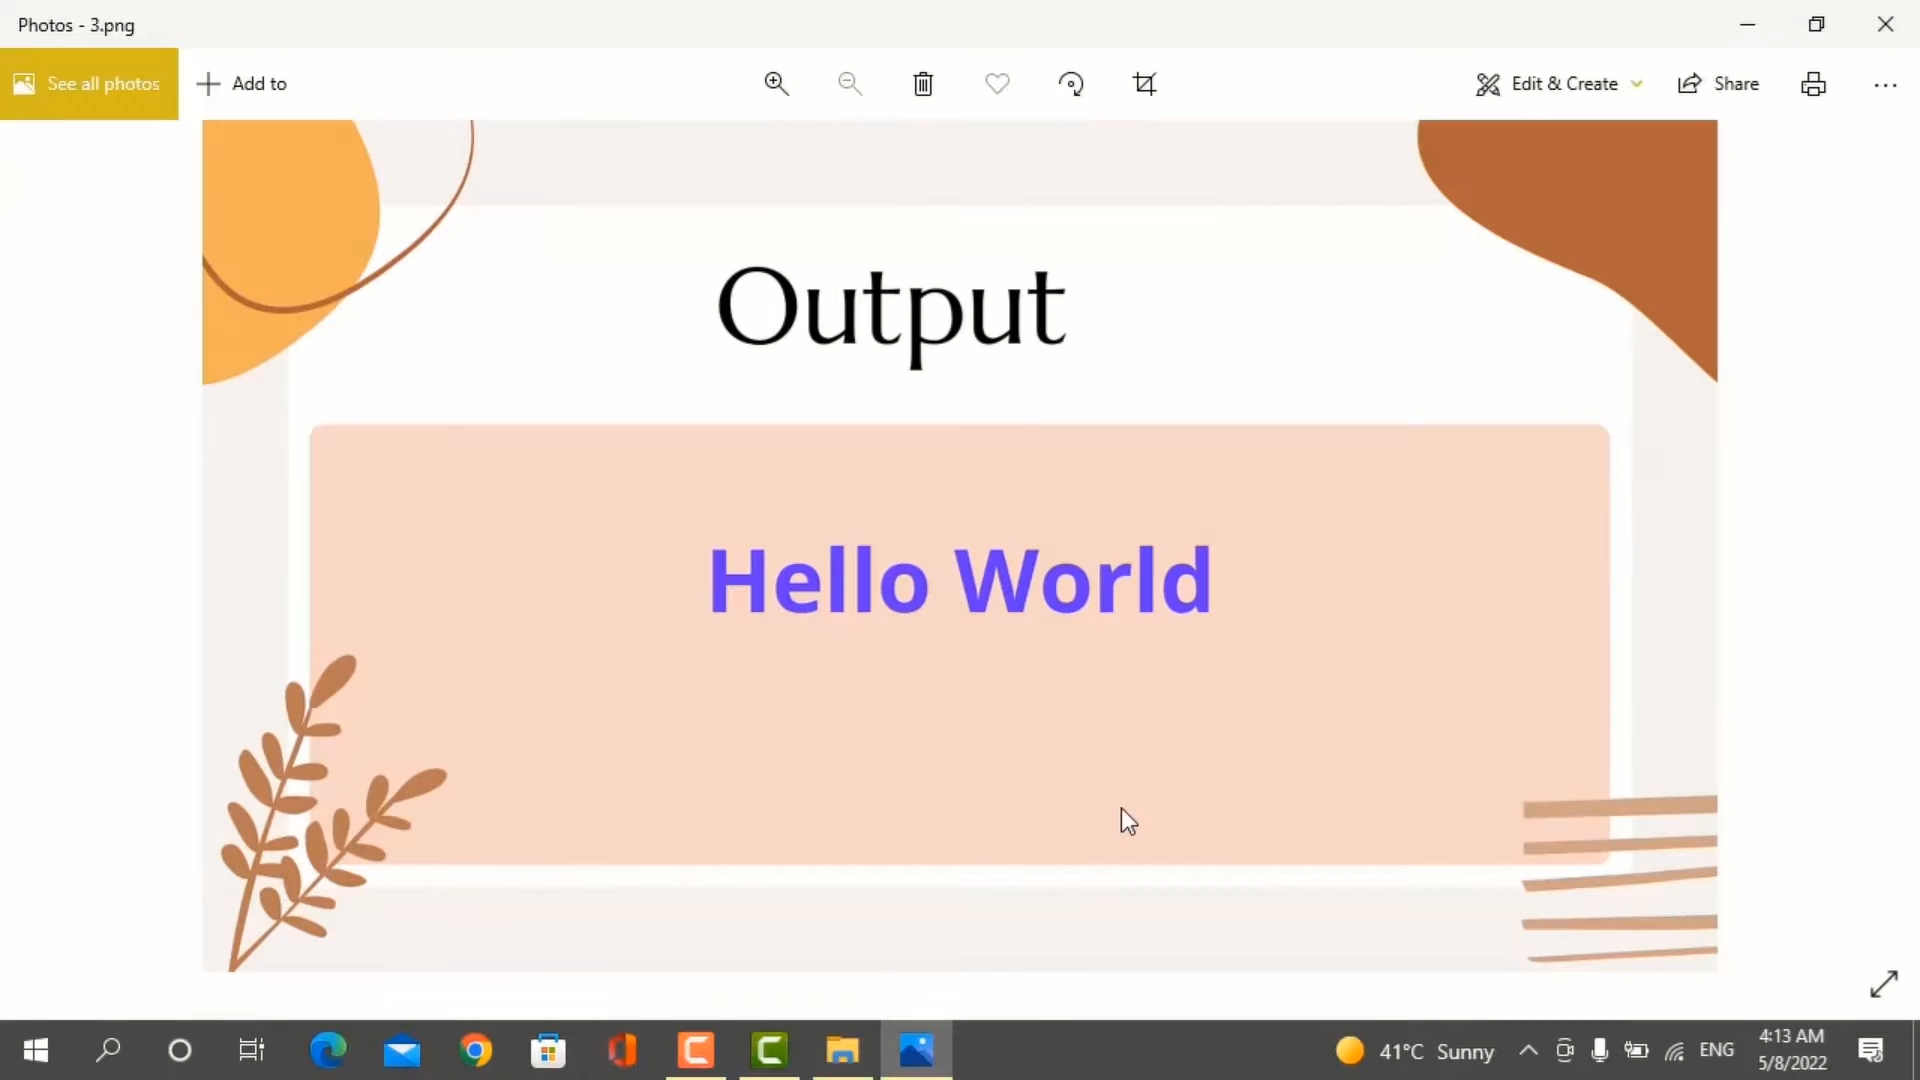 Photos - 3.png
See all photos
Add to
Edit & Create
Share
Output
Hello World
41°C Sunny
ENG
4:13 AM
5/8/2022